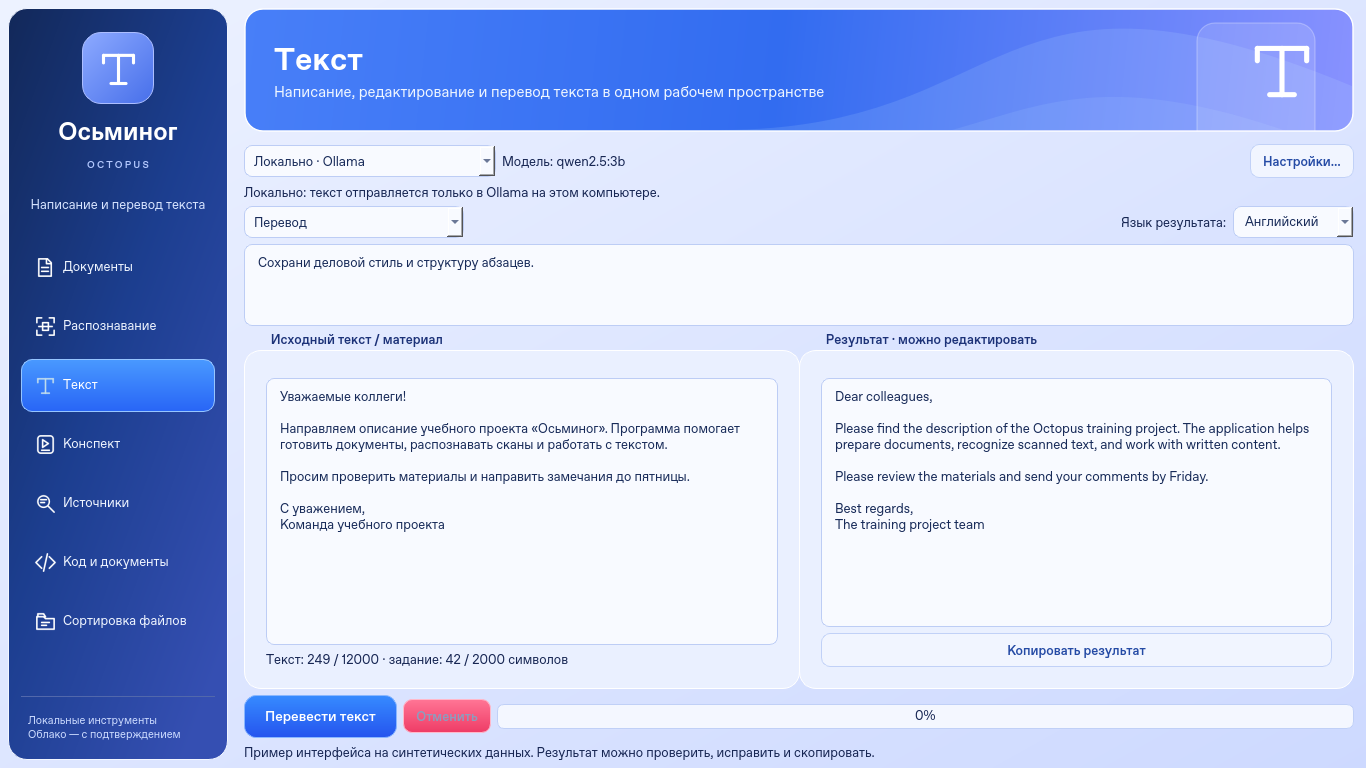 Осьминог
OCTOPUS
Написание и перевод текста
Документы
Распознавание
Текст
Конспект
Источники
Код и документы
Сортировка файлов
Локальные инструменты
Облако — с подтверждением
Текст
Написание, редактирование и перевод текста в одном рабочем пространстве
Локально · Ollama
Модель: qwen2.5:3b
Настройки...
Локально: текст отправляется только в Ollama на этом компьютере.
Перевод
Язык результата:
Английский
Сохрани деловой стиль и структуру абзацев.
Исходный текст / материал
Уважаемые коллеги!
Направляем описание учебного проекта «Осьминог». Программа помогает
готовить документы, распознавать сканы и работать с текстом.
Просим проверить материалы и направить замечания до пятницы.
С уважением,
Команда учебного проекта
Текст: 249 / 12000 · задание: 42 / 2000 символов
Результат · можно редактировать
Dear colleagues,
Please find the description of the Octopus training project. The application helps
prepare documents, recognize scanned text, and work with written content.
Please review the materials and send your comments by Friday.
Best regards,
The training project team
Копировать результат
Перевести текст
Отменить
0%
Пример интерфейса на синтетических данных. Результат можно проверить, исправить и скопировать.